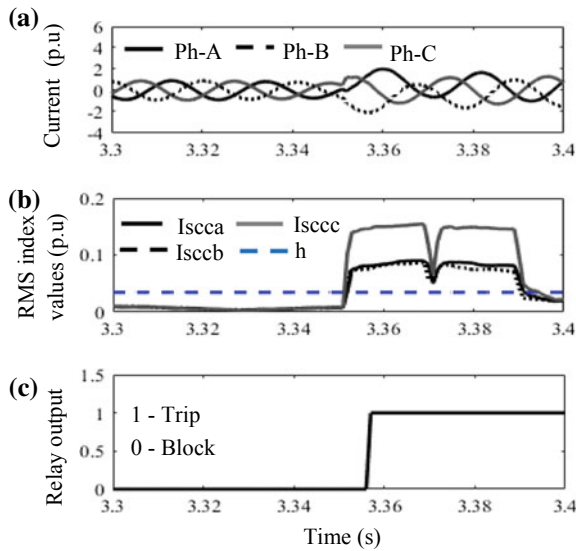 (a)
Current (p.u)
6
4
2
0
-2
-4
Ph-A
Ph-B
Ph-C
3.3
3.32
3.34
3.36
3.38
3.4
(b)
RMS index
values (p.u)
0.2
0.1
0
Iscca
Isccc
Isccb
h
3.3
3.32
3.34
3.36
3.38
3.4
(c)
Relay output
1.5
1
0.5
0
1 - Trip
0 - Block
3.3
3.32
3.34
3.36
3.38
3.4
Time (s)